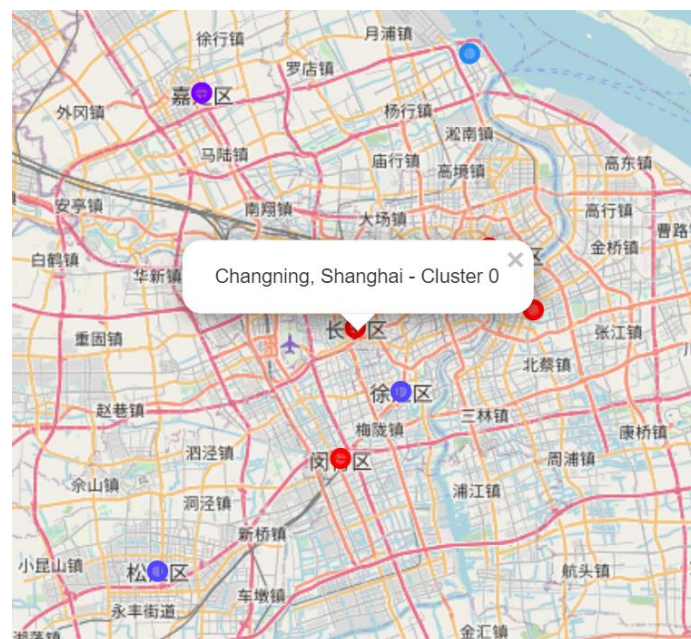 月浦镇
徐行镇
罗店镇
嘉 区
外冈镇
杨行镇
淞南镇
马陆镇
庙行镇
高境镇
高东镇
安亭镇
南翔镇
大场镇
高行镇
曹路
金桥镇
区
白鹤镇
华新镇
Changning, Shanghai - Cluster 0
×
长 区
张江镇
重固镇
北蔡镇
徐 区
赵巷镇
三林镇
梅陇镇
康桥镇
泗泾镇
闵 区
周浦镇
佘山镇
浦江镇
洞泾镇
新桥镇
小昆山镇
松 区
航头镇
车墩镇
永丰街道
金汇镇